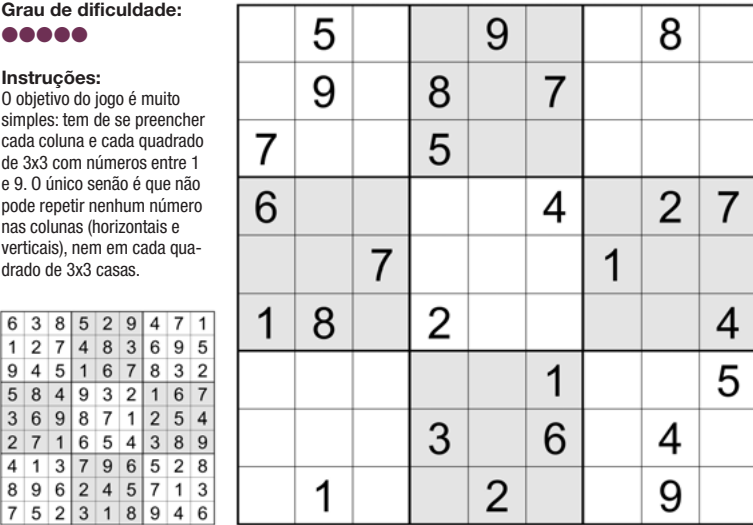 Grau de dificuldade:
Instruções:
O objetivo do jogo é muito
simples: tem de se preencher
cada coluna e cada quadrado
de 3x3 com números entre 1
e 9. O único senão é que não
pode repetir nenhum número
nas colunas (horizontais e
verticais), nem em cada qua-
drado de 3x3 casas.
6 3 8 5 2 9 4 7 1
1 2 7 4 8 3 6 9 5
9 4 5 1 6 7 8 3 2
5 8 4 9 3 2 1 6 7
3 6 9 8 7 1 2 5 4
2 7 1 6 5 4 3 8 9
4 1 3 7 9 6 5 2 8
8 9 6 2 4 5 7 1 3
7 5 2 3 1 8 9 4 6
5 9 8
9 8 7
7 5
6 4 2 7
7 1
1 8 2 4
1 5
3 6 4
1 2 9